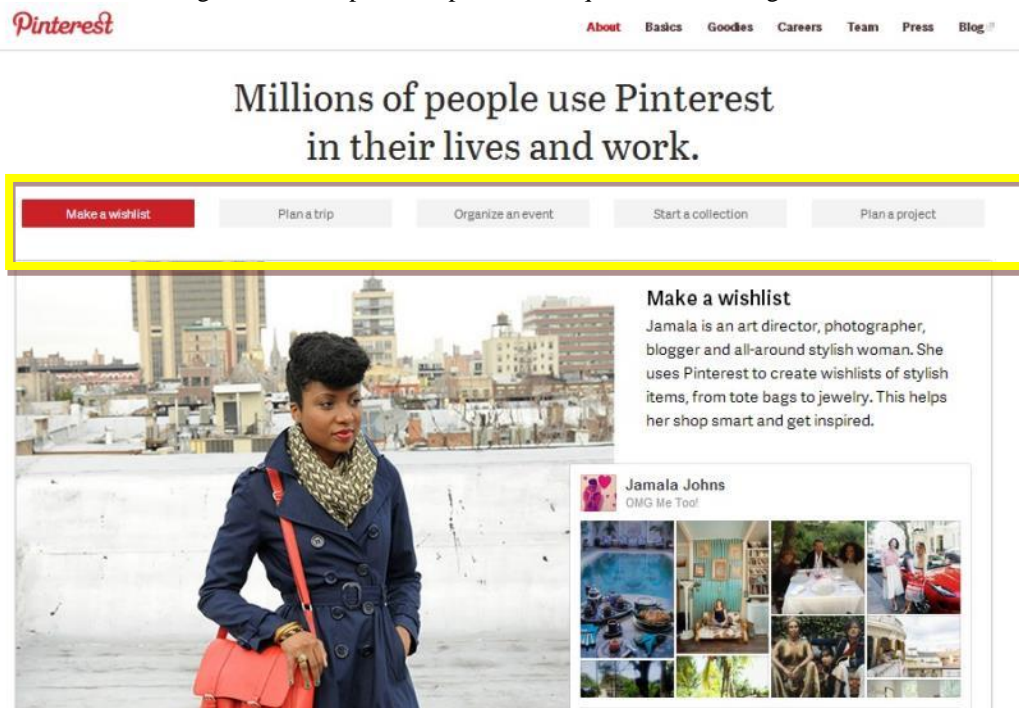 Pinterest
About Basics Goodies Careers Team Press Blog
Millions of people use Pinterest
in their lives and work.
Make a wishlist Plan a trip Organize an event Start a collection Plan a project
Make a wishlist
Jamala is an art director, photographer,
blogger and all-around stylish woman. She
uses Pinterest to create wishlists of stylish
items, from tote bags to jewelry. This helps
her shop smart and get inspired.
Jamala Johns
OMG Me Too!